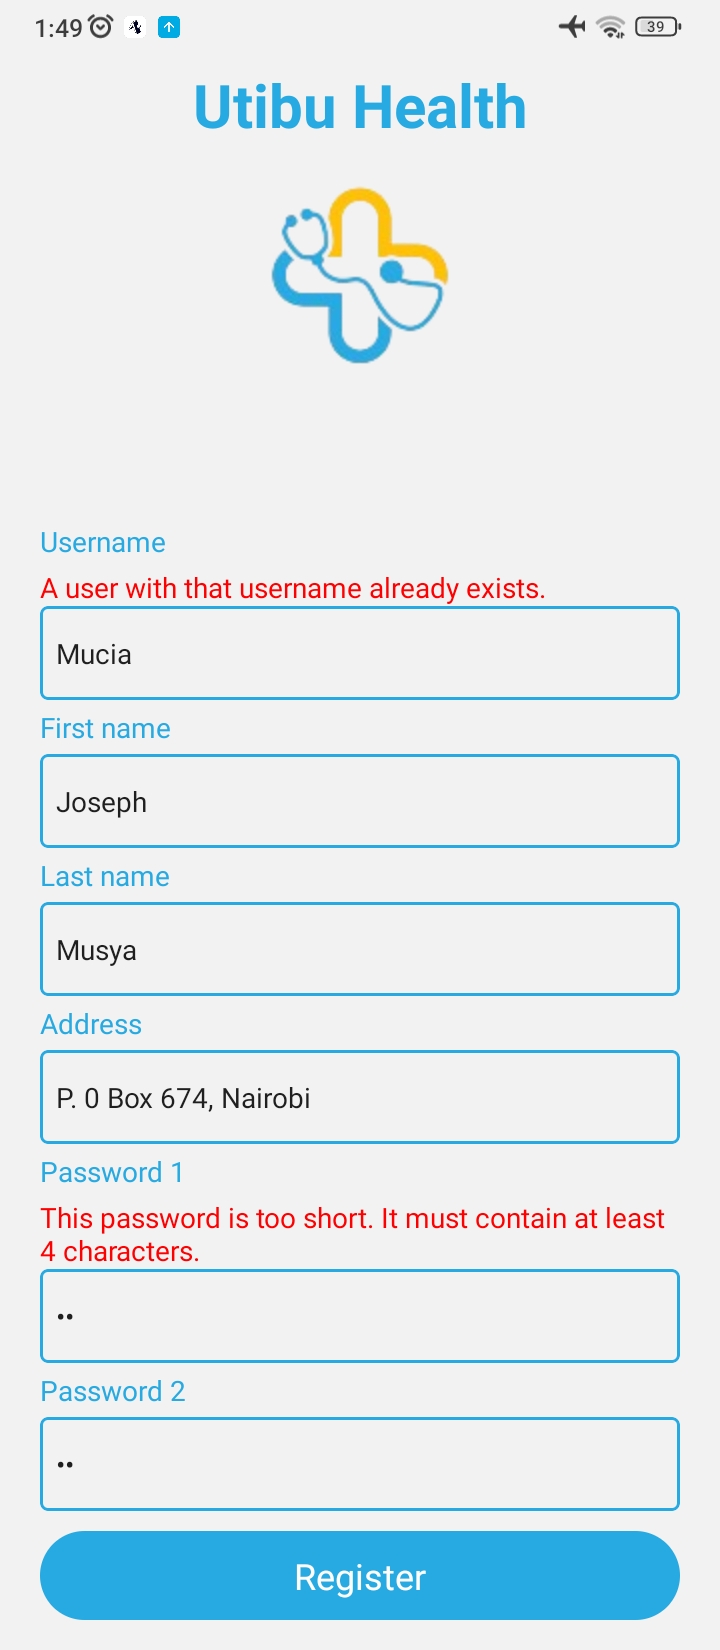 1:49
39
Utibu Health
Username
A user with that username already exists.
Mucia
First name
Joseph
Last name
Musya
Address
P. 0 Box 674, Nairobi
Password 1
This password is too short. It must contain at least
4 characters.
••
Password 2
••
Register